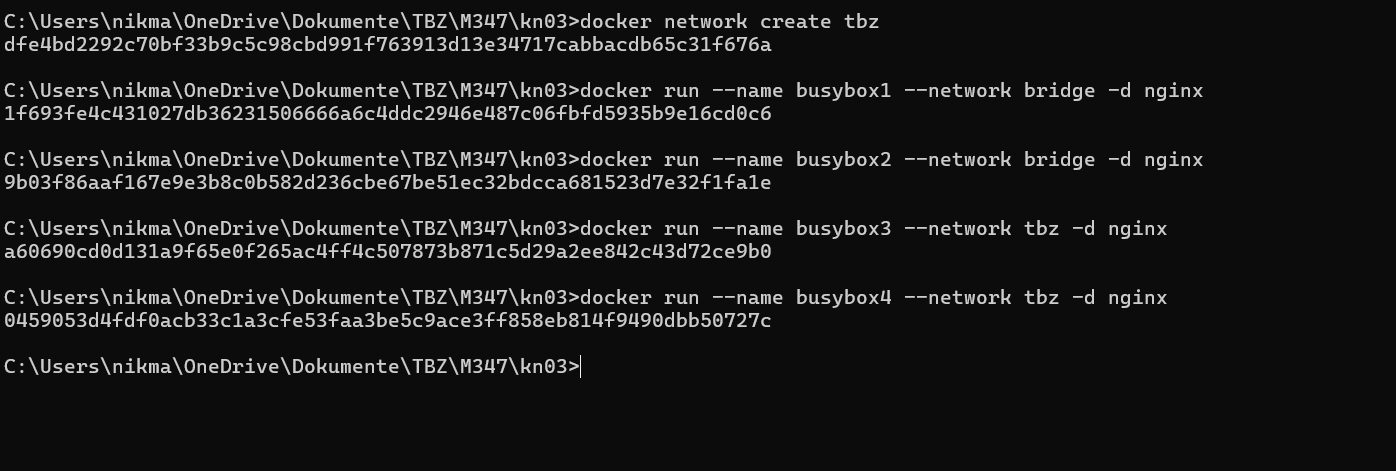 C:\Users\nikma\OneDrive\Dokumente\TBZ\M347\kn03>docker network create tbz
dfe4bd2292c70bf33b9c5c98cbd991f763913d13e34717cabbacdb65c31f676a
C:\Users\nikma\OneDrive\Dokumente\TBZ\M347\kn03>docker run --name busybox1 --network bridge -d nginx
1f693fe4c431027db36231506666a6c4ddc2946e487c06fbfd5935b9e16cd0c6
C:\Users\nikma\OneDrive\Dokumente\TBZ\M347\kn03>docker run --name busybox2 --network bridge -d nginx
9b03f86aaf167e9e3b8c0b582d236cbe67be51ec32bdcca681523d7e32f1fa1e
C:\Users\nikma\OneDrive\Dokumente\TBZ\M347\kn03>docker run --name busybox3 --network tbz -d nginx
a60690cd0d131a9f65e0f265ac4ff4c507873b871c5d29a2ee842c43d72ce9b0
C:\Users\nikma\OneDrive\Dokumente\TBZ\M347\kn03>docker run --name busybox4 --network tbz -d nginx
0459053d4fdf0acb33c1a3cfe53faa3be5c9ace3ff858eb814f9490dbb50727c
C:\Users\nikma\OneDrive\Dokumente\TBZ\M347\kn03>